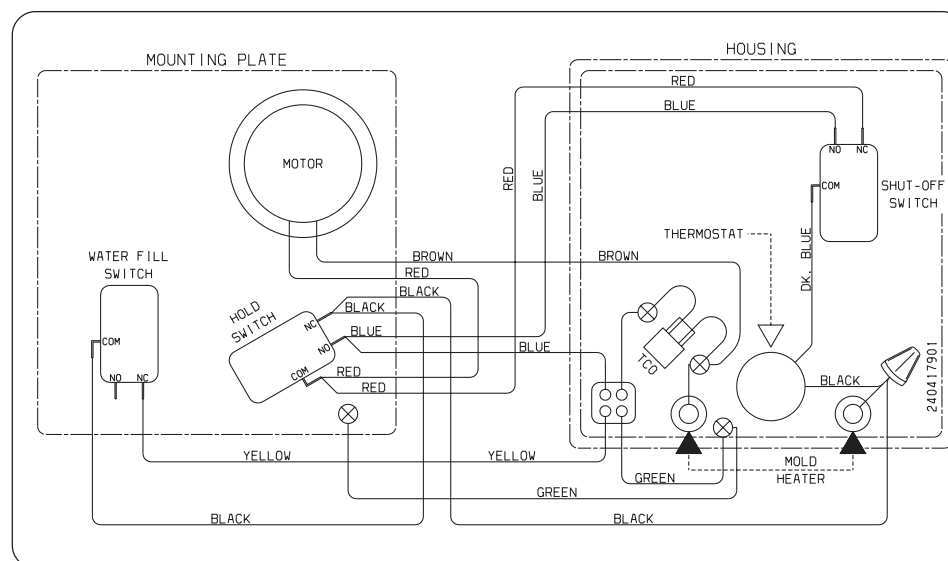 MOUNTING PLATE
HOUSING
RED
BLUE
MOTOR
NO NC
COM
SHUT-OFF
SWITCH
RED
BLUE
THERMOSTAT
DK. BLUE
WATER FILL
SWITCH
BROWN
BROWN
RED
BLACK
BLACK
HOLD
SWITCH
NC
NO
COM
COM
NO NC
BLUE
BLUE
RED
RED
TCO
BLACK
240417901
YELLOW
YELLOW
MOLD
HEATER
GREEN
GREEN
BLACK
BLACK